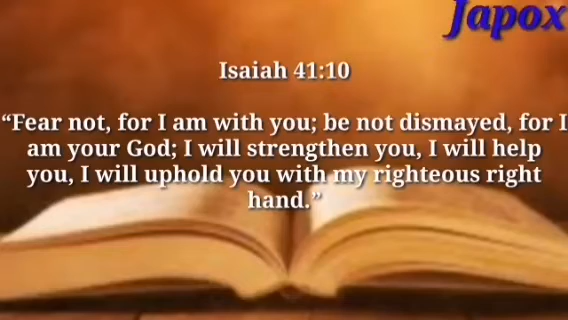 Japox
Isaiah 41:10
“Fear not, for I am with you; be not dismayed, for I
am your God; I will strengthen you, I will help
you, I will uphold you with my righteous right
hand.”